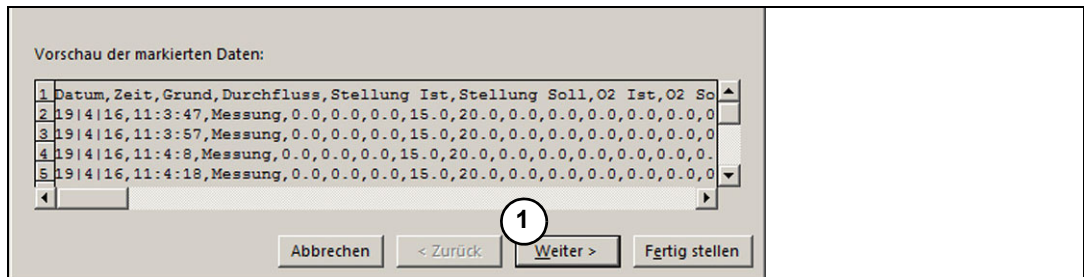 Vorschau der markierten Daten:
1 Datum,Zeit,Grund,Durchfluss,Stellung Ist,Stellung Soll,O2 Ist,O2 So
2 19|4|16,11:3:47,Messung,0.0,0.0,0.0,15.0,20.0,0.0,0.0,0.0,0.0,0.0,0
3 19|4|16,11:3:57,Messung,0.0,0.0,0.0,15.0,20.0,0.0,0.0,0.0,0.0,0.0,0
4 19|4|16,11:4:8,Messung,0.0,0.0,0.0,15.0,20.0,0.0,0.0,0.0,0.0,0.0,0.
5 19|4|16,11:4:18,Messung,0.0,0.0,0.0,15.0,20.0,0.0,0.0,0.0,0.0,0.0,0
1
Abbrechen < Zurück Weiter > Fertig stellen